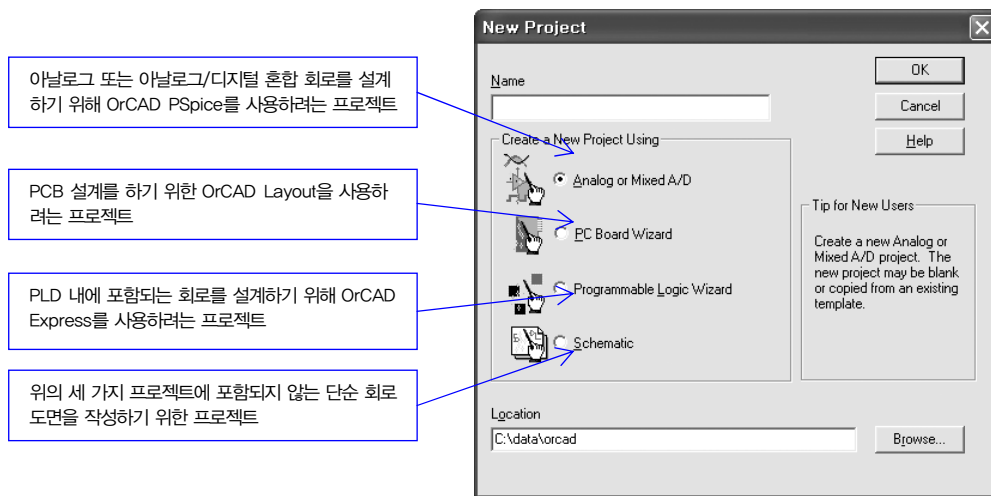 아날로그 또는 아날로그/디지털 혼합 회로를 설계
하기 위해 OrCAD PSpice를 사용하려는 프로젝트
PCB 설계를 하기 위한 OrCAD Layout을 사용하
려는 프로젝트
PLD 내에 포함되는 회로를 설계하기 위해 OrCAD
Express를 사용하려는 프로젝트
위의 세 가지 프로젝트에 포함되지 않는 단순 회로
도면을 작성하기 위한 프로젝트
New Project
Name
OK
Cancel
Help
Create a New Project Using
Analog or Mixed A/D
PC Board Wizard
Programmable Logic Wizard
Schematic
Tip for New Users
Create a new Analog or
Mixed A/D project. The
new project may be blank
or copied from an existing
template.
Location
C:\data\orcad
Browse...